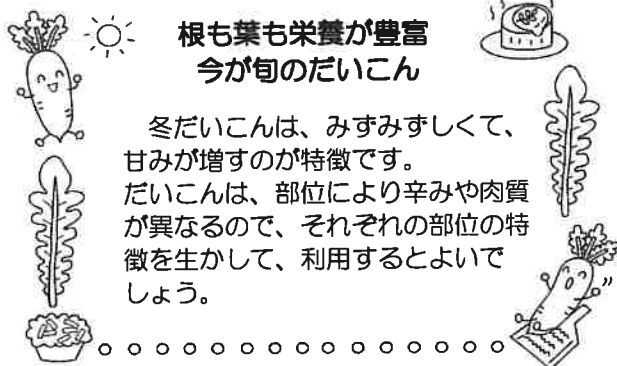 根も葉も栄養が豊富
今が旬のだいこん
冬だいこんは、みずみずしくて、
甘みが増すのが特徴です。
だいこんは、部位により辛みや肉質
が異なるので、それぞれの部位の特
徴を生かして、利用するとよいで
しょう。